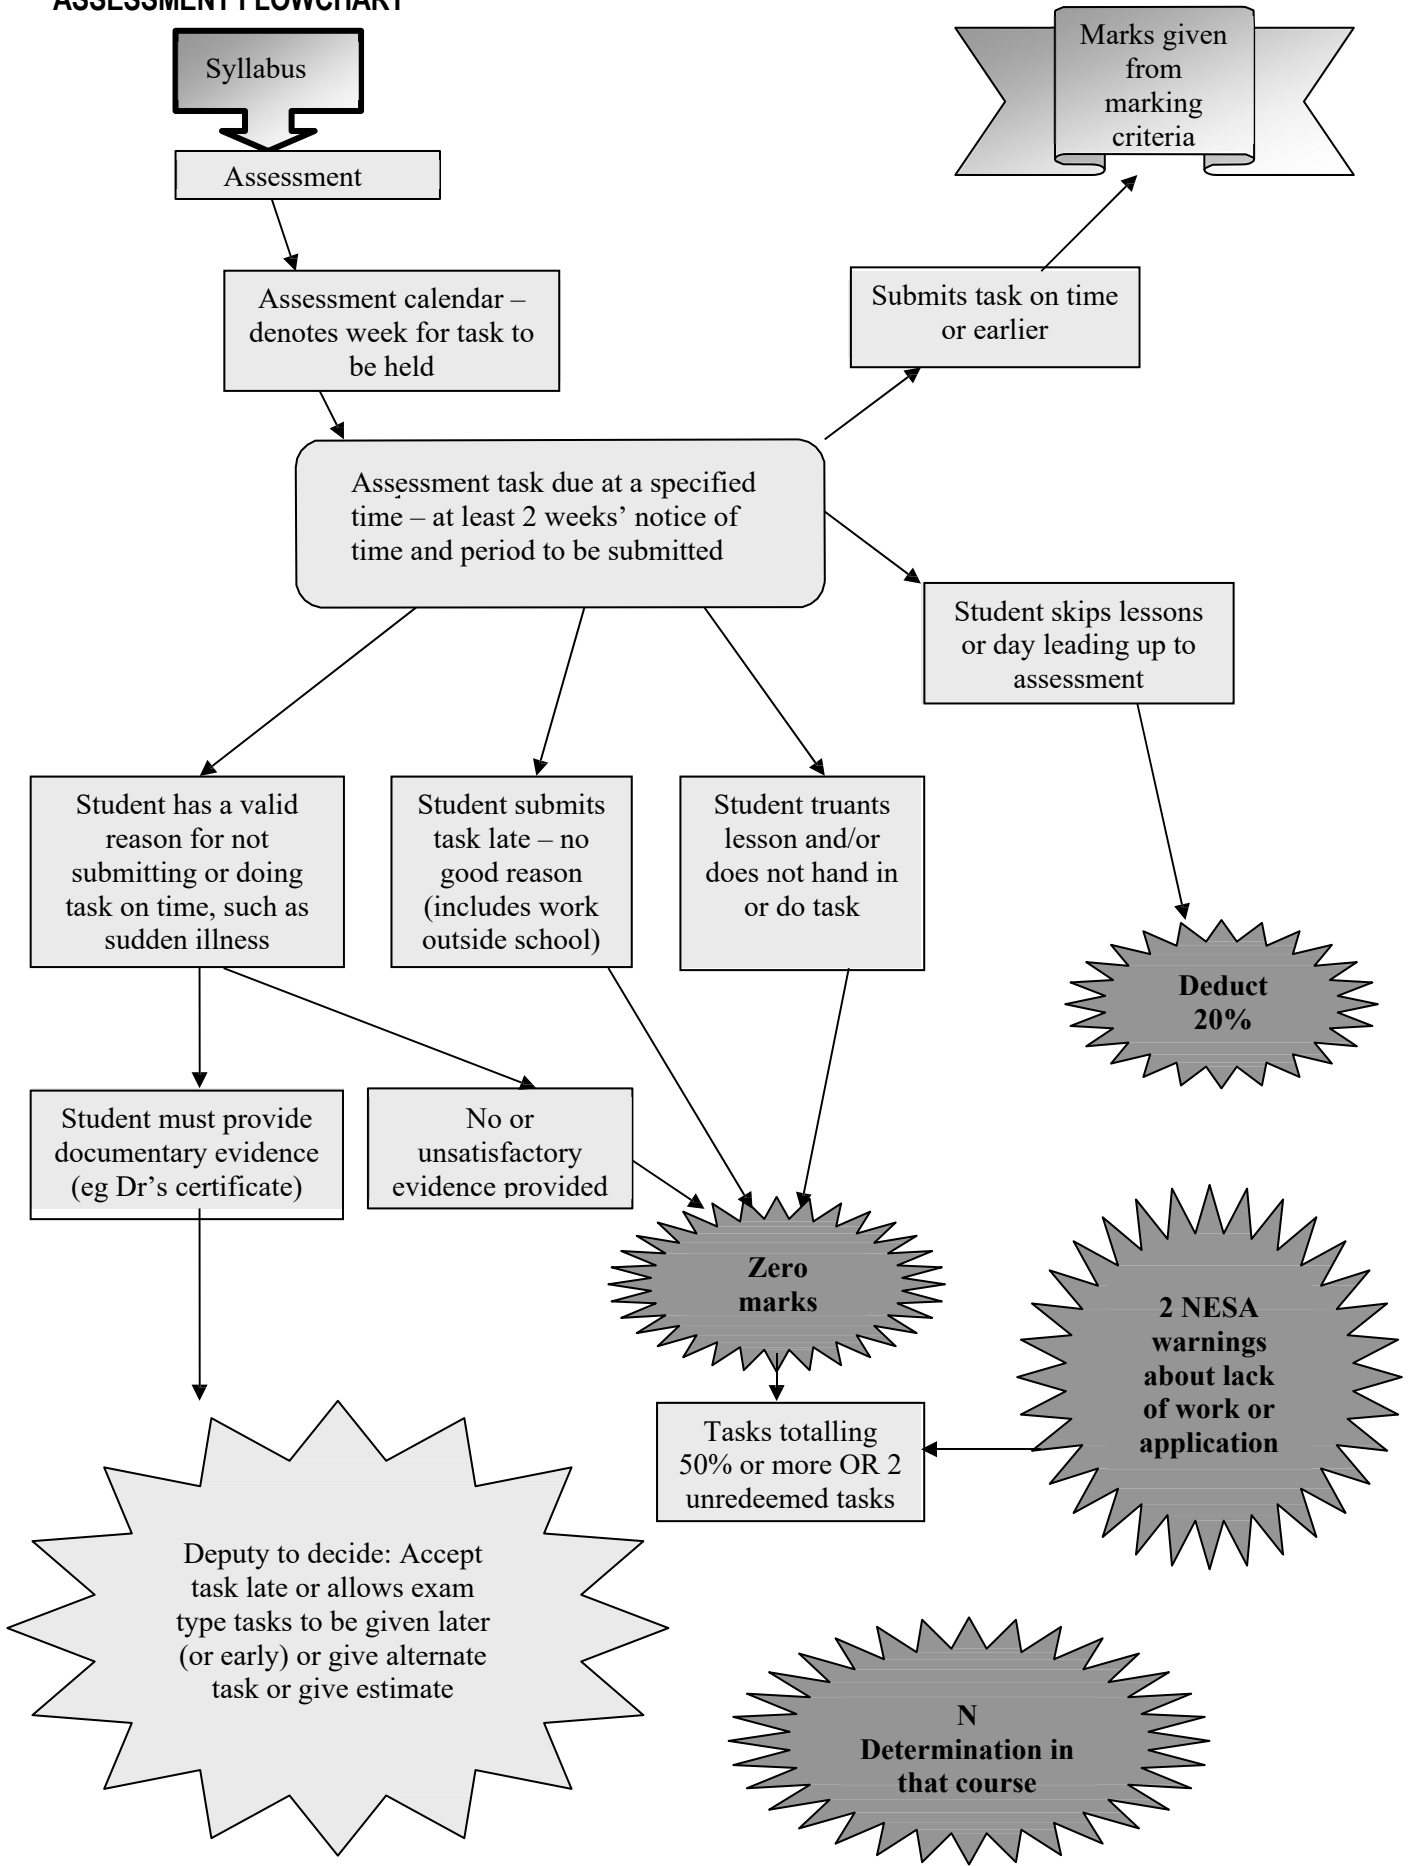 ASSESSMENT FLOWCHART
Syllabus
Marks given
from
marking
criteria
Assessment
Assessment calendar –
denotes week for task to
be held
Submits task on time
or earlier
Assessment task due at a specified
time – at least 2 weeks’ notice of
time and period to be submitted
Student skips lessons
or day leading up to
assessment
Student has a valid
reason for not
submitting or doing
task on time, such as
sudden illness
Student submits
task late – no
good reason
(includes work
outside school)
Student truants
lesson and/or
does not hand in
or do task
Deduct
20%
Student must provide
documentary evidence
(eg Dr’s certificate)
No or
unsatisfactory
evidence provided
Zero
marks
2 NESA
warnings
about lack
of work or
application
Tasks totalling
50% or more OR 2
unredeemed tasks
Deputy to decide: Accept
task late or allows exam
type tasks to be given later
(or early) or give alternate
task or give estimate
N
Determination in
that course